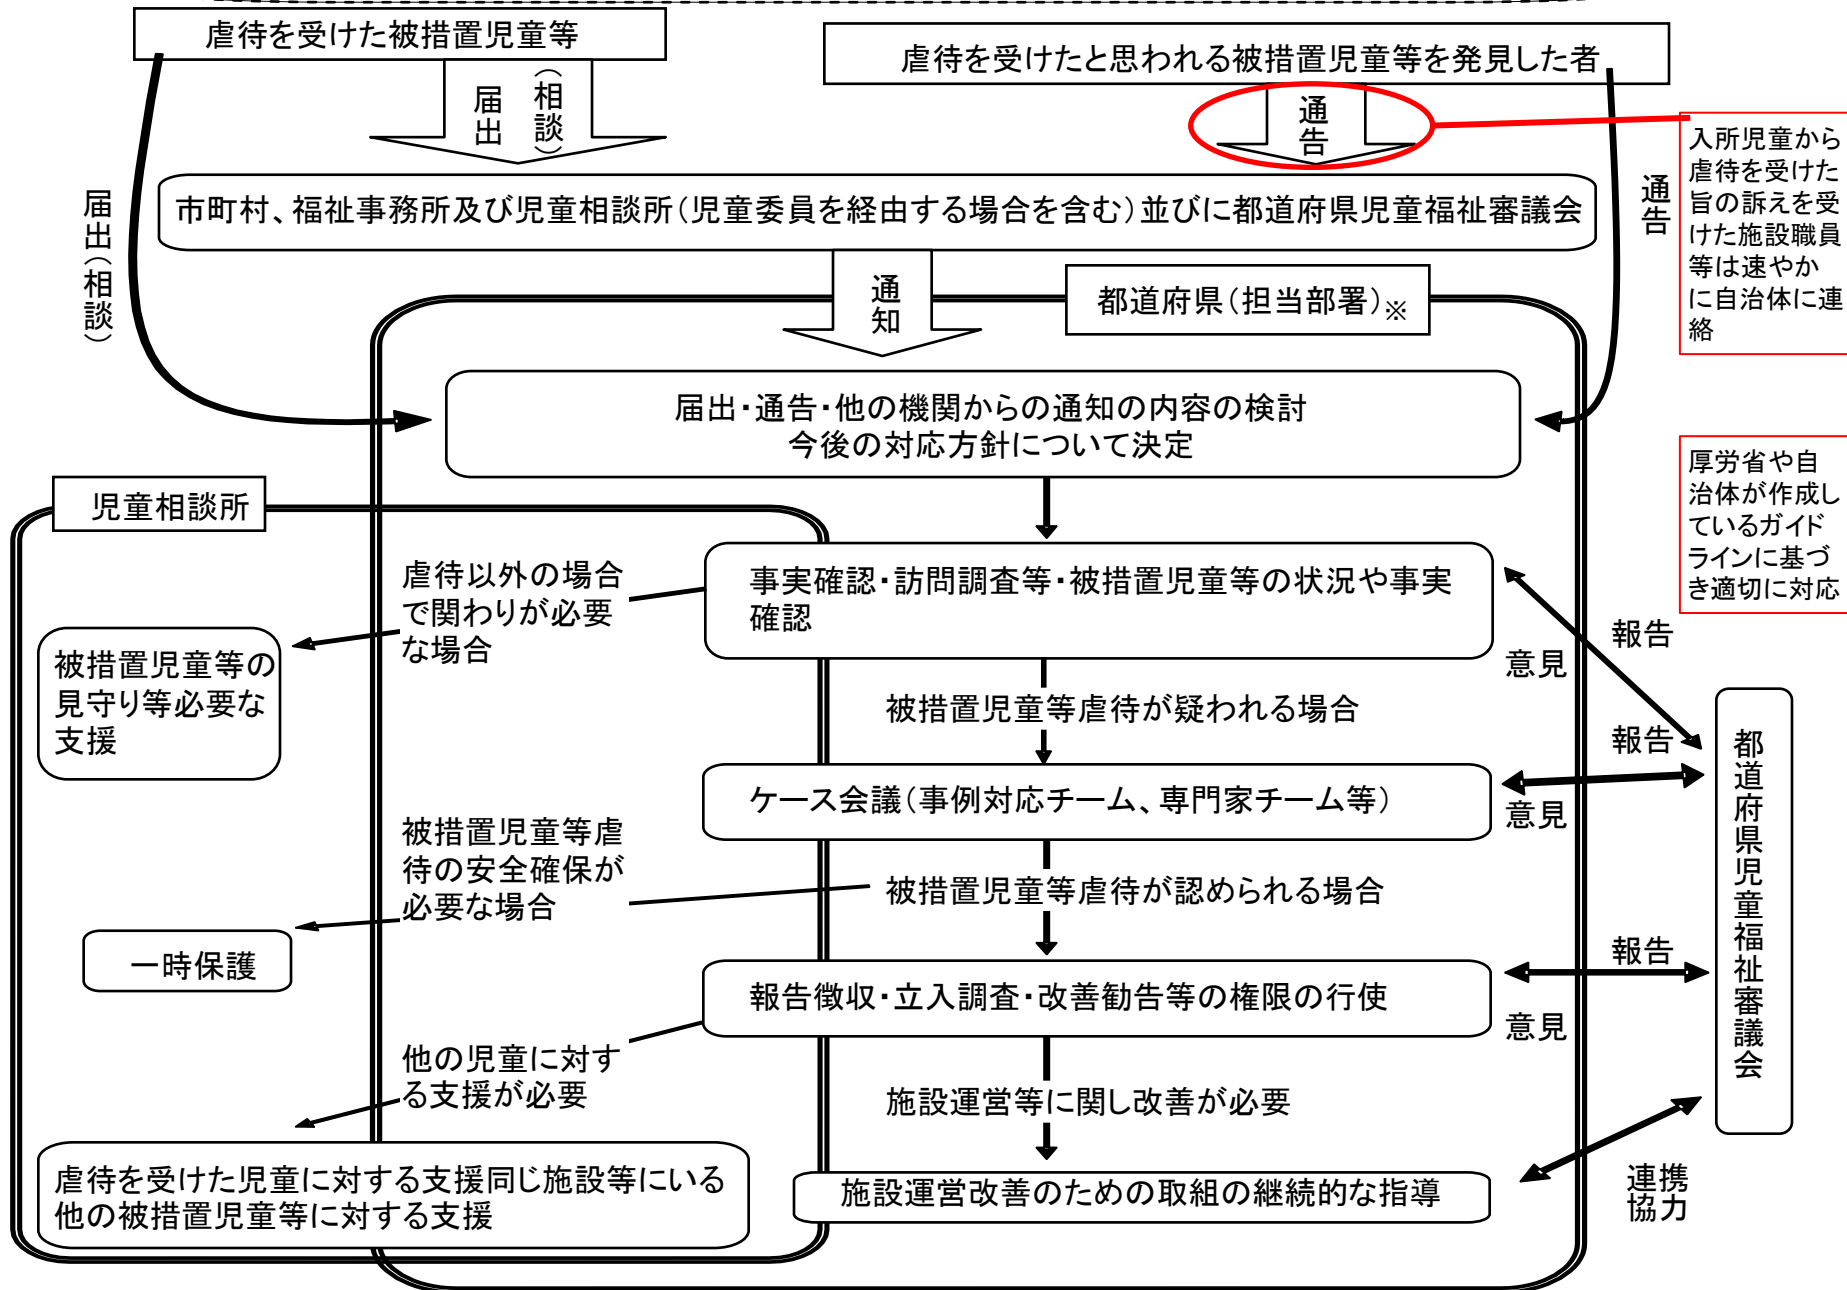 虐待を受けた被措置児童等
虐待を受けたと思われる被措置児童等を発見した者
届出
（相談）
通告
届出（相談）
通告
入所児童から
虐待を受けた
旨の訴えを受
けた施設職員
等は速やか
に自治体に連
絡
市町村、福祉事務所及び児童相談所（児童委員を経由する場合を含む）並びに都道府県児童福祉審議会
通知
都道府県（担当部署）※
届出・通告・他の機関からの通知の内容の検討
今後の対応方針について決定
厚労省や自
治体が作成し
ているガイド
ラインに基づ
き適切に対応
児童相談所
虐待以外の場合
で関わりが必要
な場合
事実確認・訪問調査等・被措置児童等の状況や事実
確認
報告
意見
被措置児童等の
見守り等必要な
支援
被措置児童等虐待が疑われる場合
報告
意見
都道府県児童福祉審議会
ケース会議（事例対応チーム、専門家チーム等）
被措置児童等虐
待の安全確保が
必要な場合
被措置児童等虐待が認められる場合
一時保護
報告徴収・立入調査・改善勧告等の権限の行使
報告
意見
他の児童に対す
る支援が必要
施設運営等に関し改善が必要
虐待を受けた児童に対する支援同じ施設等にいる
他の被措置児童等に対する支援
施設運営改善のための取組の継続的な指導
連携
協力